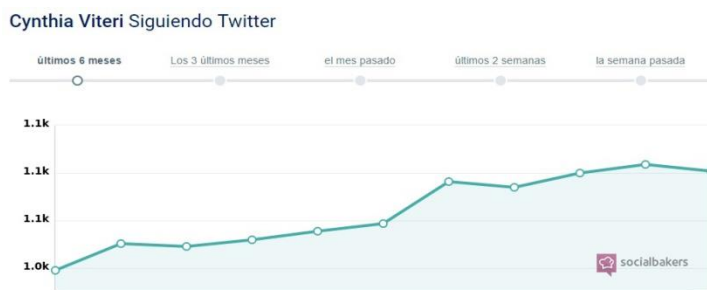 Cynthia Viteri Siguiendo Twitter
últimos 6 meses Los 3 últimos meses el mes pasado últimos 2 semanas la semana pasada
1.1k
1.1k
1.1k
1.0k
socialbakers